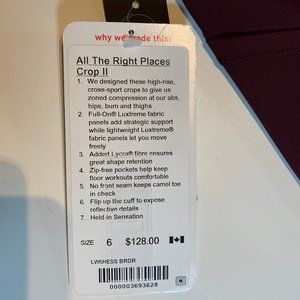 why we made this!
All The Right Places
Crop II
1. We designed these high-rise,
cross-sport crops to give us
zoned compression at our abs,
hips, bum and thighs
2. Full-On® Luxtreme fabric
panels add strategic support
while lightweight Luxtreme®
fabric panels let you move
freely
3. Added Lycra® fibre ensures
great shape retention
4. Zip-free pockets help keep
floor workouts comfortable
5. No front seam keeps camel toe
in check
6. Flip up the cuff to expose
reflective details
7. Held-in Sensation
SIZE 6 $128.00
LW6HESS BRDR
000003693628